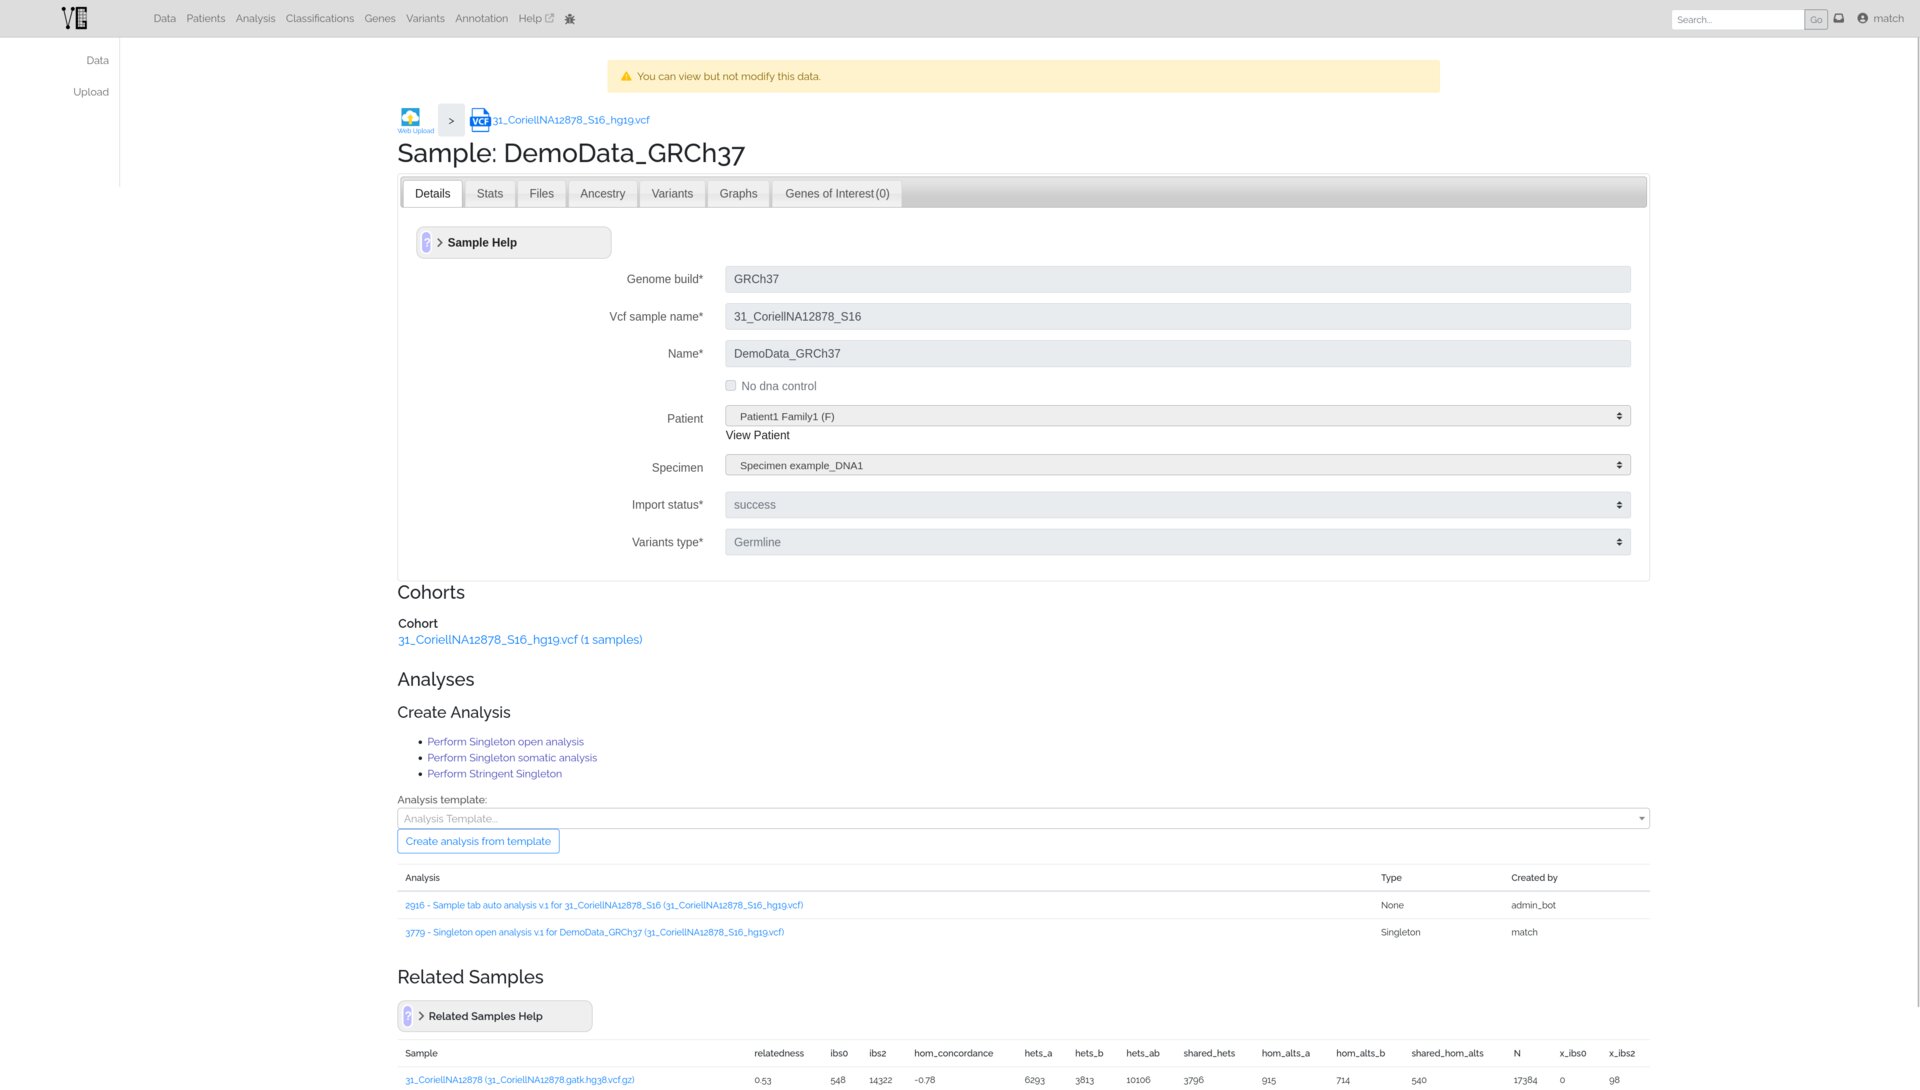 VG
Data Patients Analysis Classifications Genes Variants Annotation Help
Search... Go match
Data
Upload
You can view but not modify this data.
Web Upload > VCF 31_CoriellNA12878_S16_hg19.vcf
Sample: DemoData_GRCh37
Details Stats Files Ancestry Variants Graphs Genes of Interest (0)
? > Sample Help
Genome build* GRCh37
Vcf sample name* 31_CoriellNA12878_S16
Name* DemoData_GRCh37
No dna control
Patient Patient1 Family1 (F)
View Patient
Specimen Specimen example_DNA1
Import status* success
Variants type* Germline
Cohorts
Cohort
31_CoriellNA12878_S16_hg19.vcf (1 samples)
Analyses
Create Analysis
• Perform Singleton open analysis
• Perform Singleton somatic analysis
• Perform Stringent Singleton
Analysis template:
Analysis Template...
Create analysis from template
Analysis Type Created by
2916 - Sample tab auto analysis v.1 for 31_CoriellNA12878_S16 (31_CoriellNA12878_S16_hg19.vcf) None admin_bot
3779 - Singleton open analysis v.1 for DemoData_GRCh37 (31_CoriellNA12878_S16_hg19.vcf) Singleton match
Related Samples
? > Related Samples Help
Sample relatedness ibs0 ibs2 hom_concordance hets_a hets_b hets_ab shared_hets hom_alts_a hom_alts_b shared_hom_alts N x_ibs0 x_ibs2
31_CoriellNA12878 (31_CoriellNA12878.gatk.hg38.vcf.gz) 0.53 548 14322 -0.78 6293 3813 10106 3796 915 714 540 17384 0 98